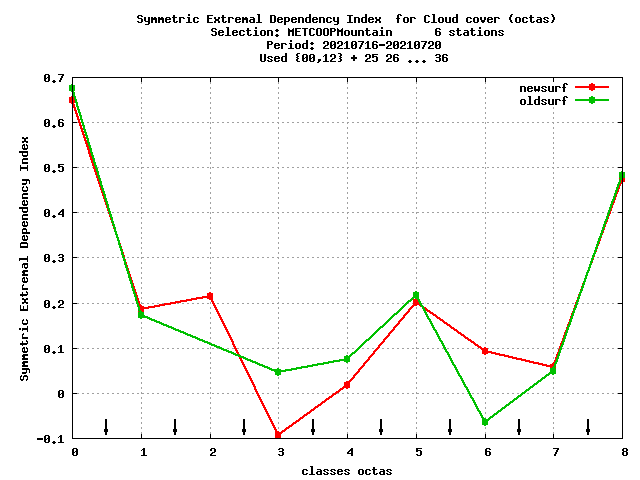 Symmetric Extremal Dependency Index  for Cloud cover (octas)
Selection: METCOOPMountain      6 stations
Period: 20210716-20210720
Used {00,12} + 25 26 ... 36
newsurf
oldsurf
Symmetric Extremal Dependency Index
0.7
0.6
0.5
0.4
0.3
0.2
0.1
0
-0.1
0 1 2 3 4 5 6 7 8
classes octas